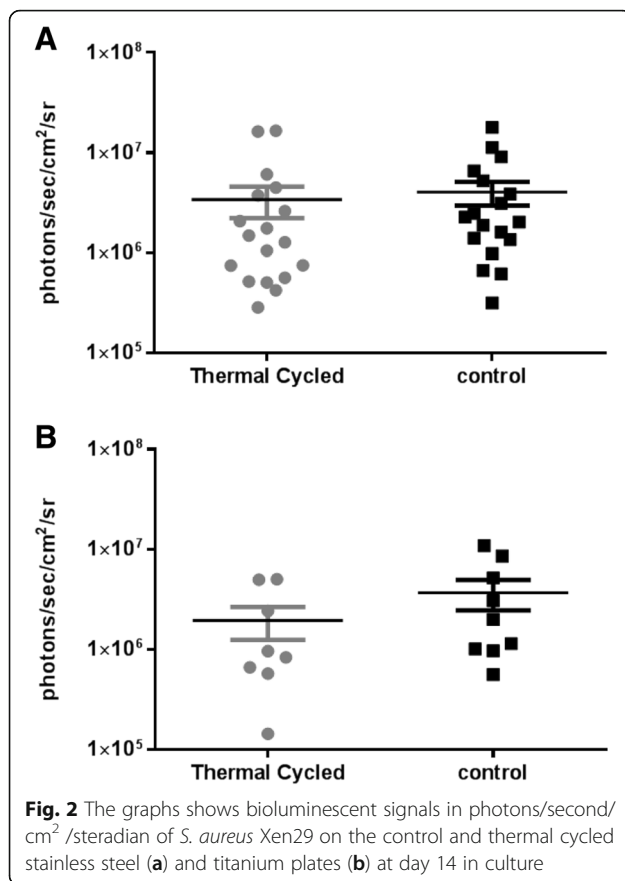 A
1×10⁸
1×10⁷
1×10⁶
1×10⁵
photons/sec/cm²/sr
Thermal Cycled control
B
1×10⁸
1×10⁷
1×10⁶
1×10⁵
photons/sec/cm²/sr
Thermal Cycled control
Fig. 2 The graphs shows bioluminescent signals in photons/second/
cm² /steradian of S. aureus Xen29 on the control and thermal cycled
stainless steel (a) and titanium plates (b) at day 14 in culture